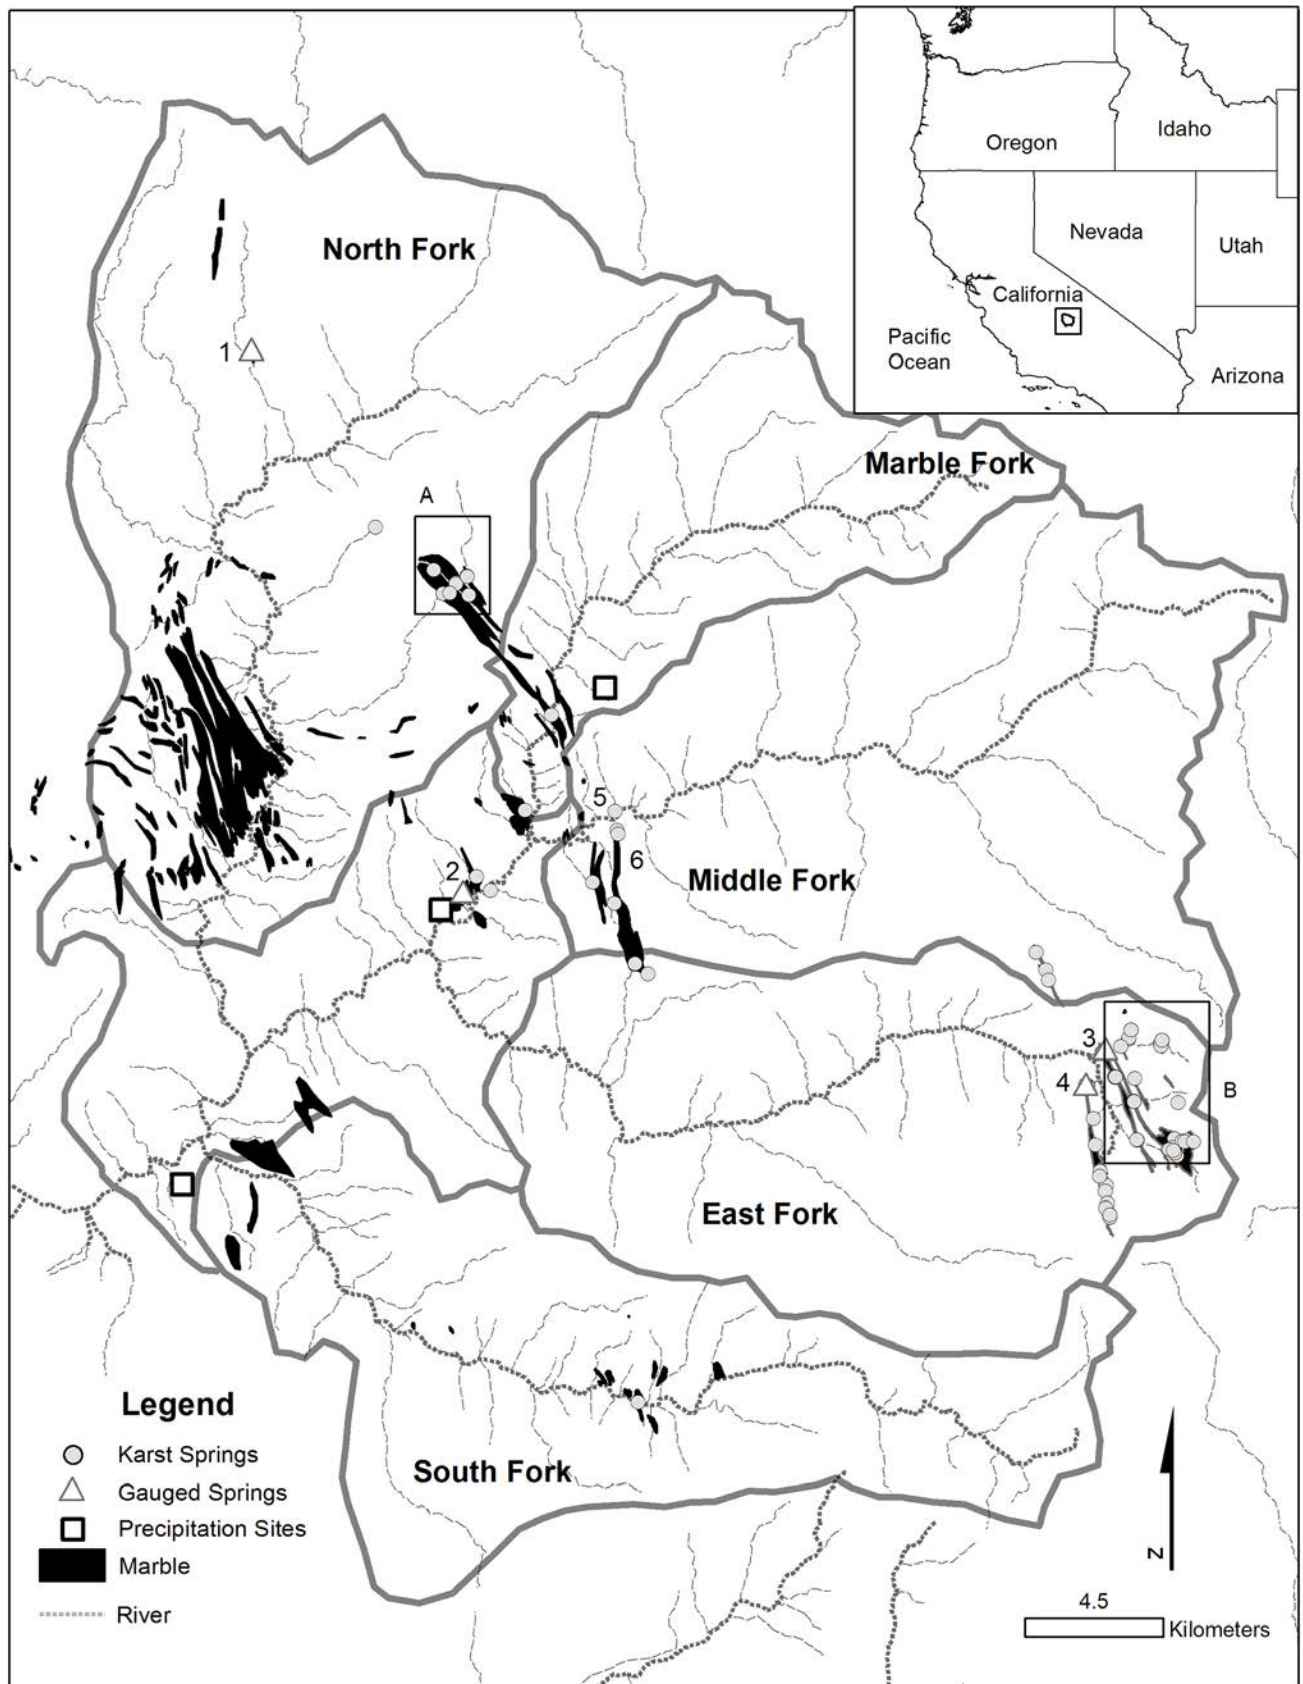 Oregon
Idaho
Nevada
Utah
California
Pacific
Ocean
Arizona
North Fork
1
Marble Fork
A
5
6
2
Middle Fork
3
4
B
East Fork
South Fork
Legend
Karst Springs
Gauged Springs
Precipitation Sites
Marble
River
N
4.5
Kilometers